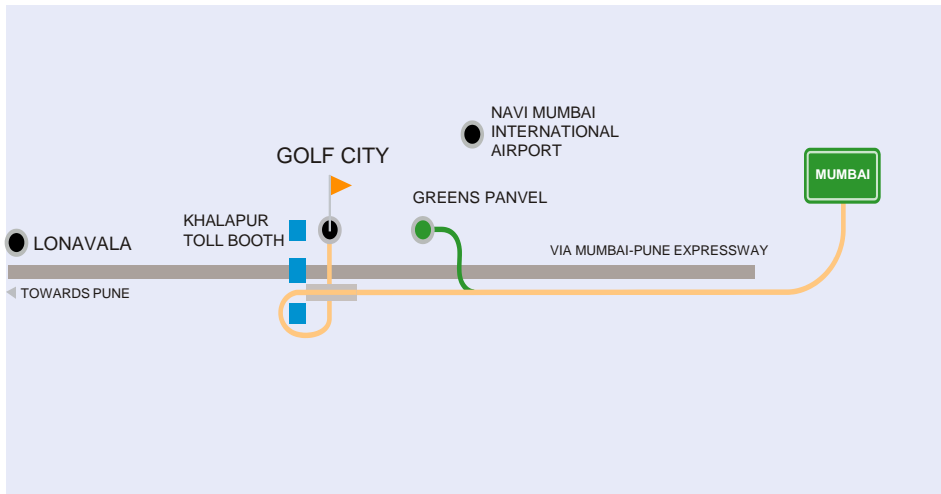 NAVI MUMBAI
INTERNATIONAL
AIRPORT
GOLF CITY
MUMBAI
GREENS PANVEL
KHALAPUR
TOLL BOOTH
LONAVALA
VIA MUMBAI-PUNE EXPRESSWAY
TOWARDS PUNE